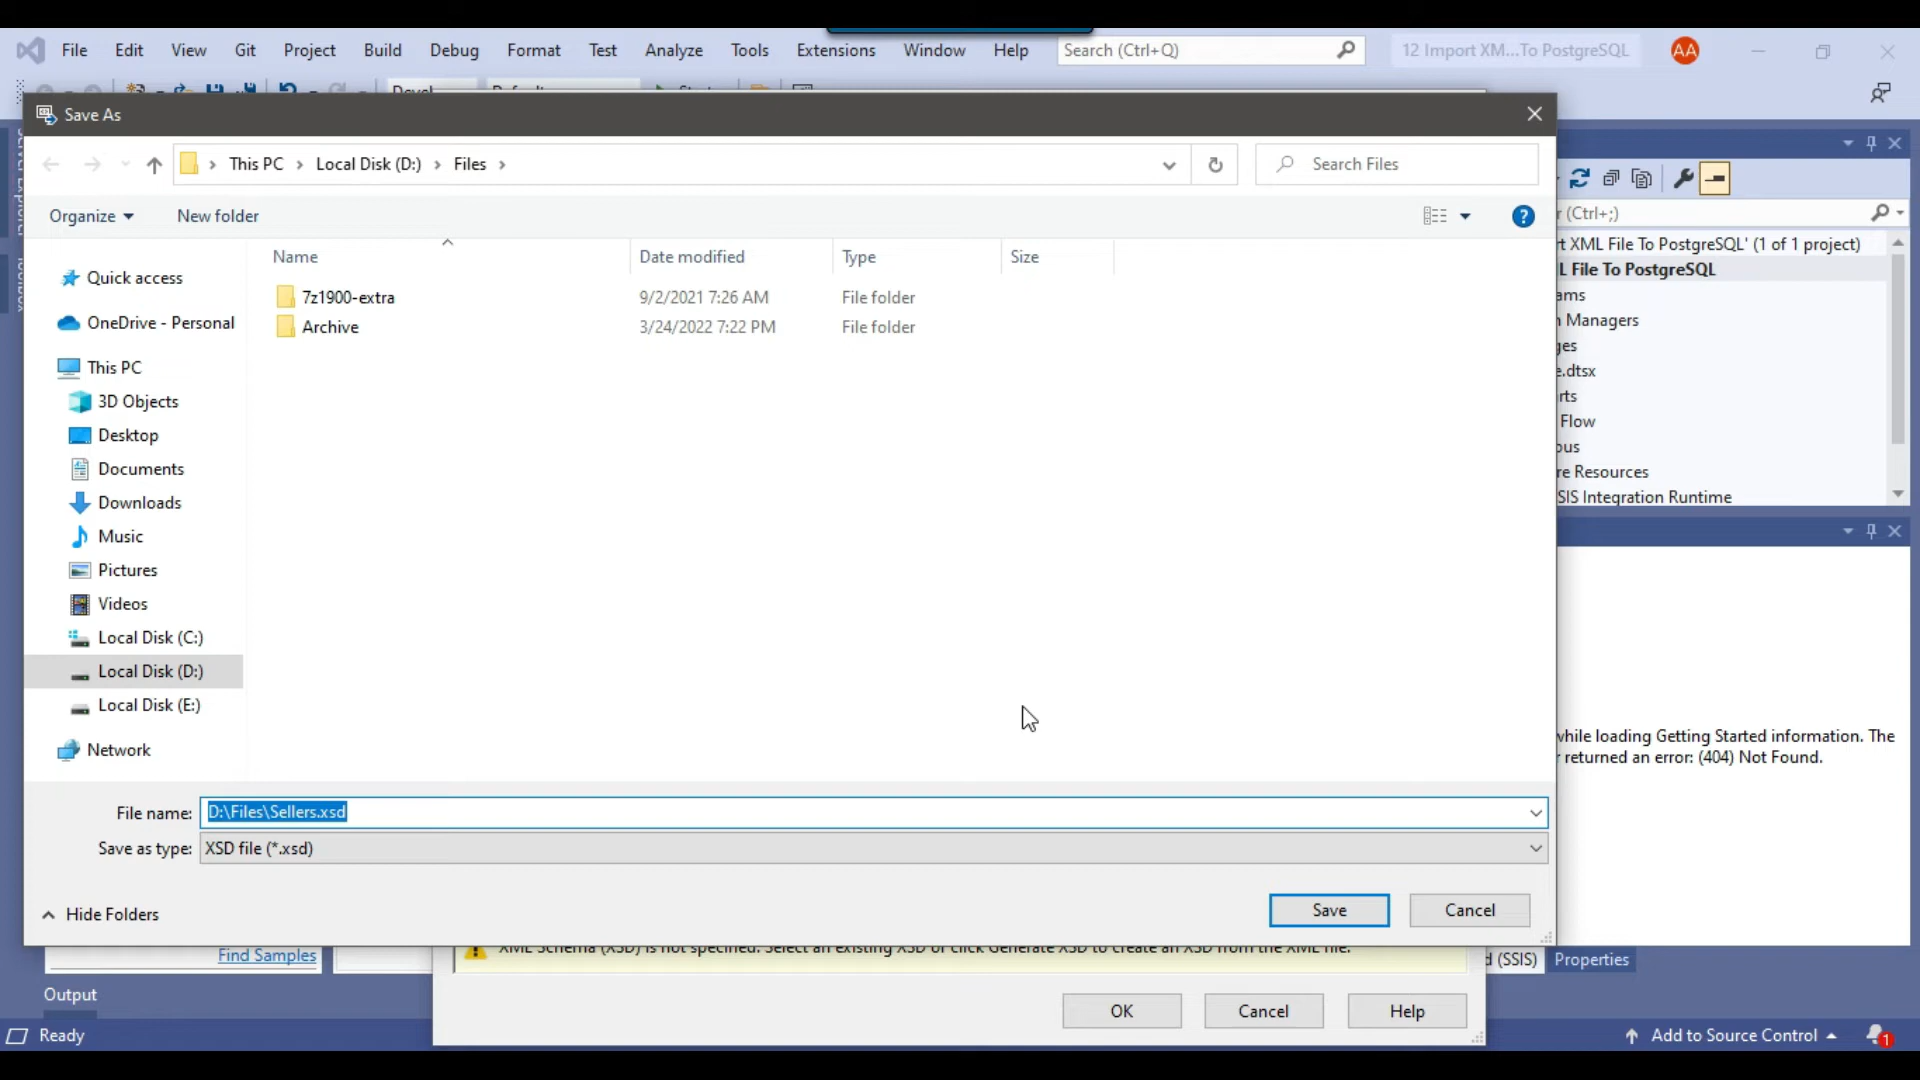 File Edit View Git Project Build Debug Format Test Analyze Tools Extensions Window Help Search (Ctrl+Q) 12 Import XM...To PostgreSQL AA
Save As
This PC Local Disk (D:) Files Search Files
Organize New folder
Name Date modified Type Size
7z1900-extra 9/2/2021 7:26 AM File folder
Archive 3/24/2022 7:22 PM File folder
Quick access
OneDrive - Personal
This PC
3D Objects
Desktop
Documents
Downloads
Music
Pictures
Videos
Local Disk (C:)
Local Disk (D:)
Local Disk (E:)
Network
File name: D:\Files\Sellers.xsd
Save as type: XSD file (*.xsd)
Hide Folders Save Cancel
r (Ctrl+;)
rt XML File To PostgreSQL' (1 of 1 project)
L File To PostgreSQL
ams
n Managers
ges
e.dtsx
rts
Flow
ous
re Resources
SIS Integration Runtime
while loading Getting Started information. The
r returned an error: (404) Not Found.
XML Schema (XSD) is not specified. Select an existing XSD or click Generate XSD to create an XSD from the XML file.
Find Samples
d (SSIS) Properties
Output
OK Cancel Help
Ready Add to Source Control 1